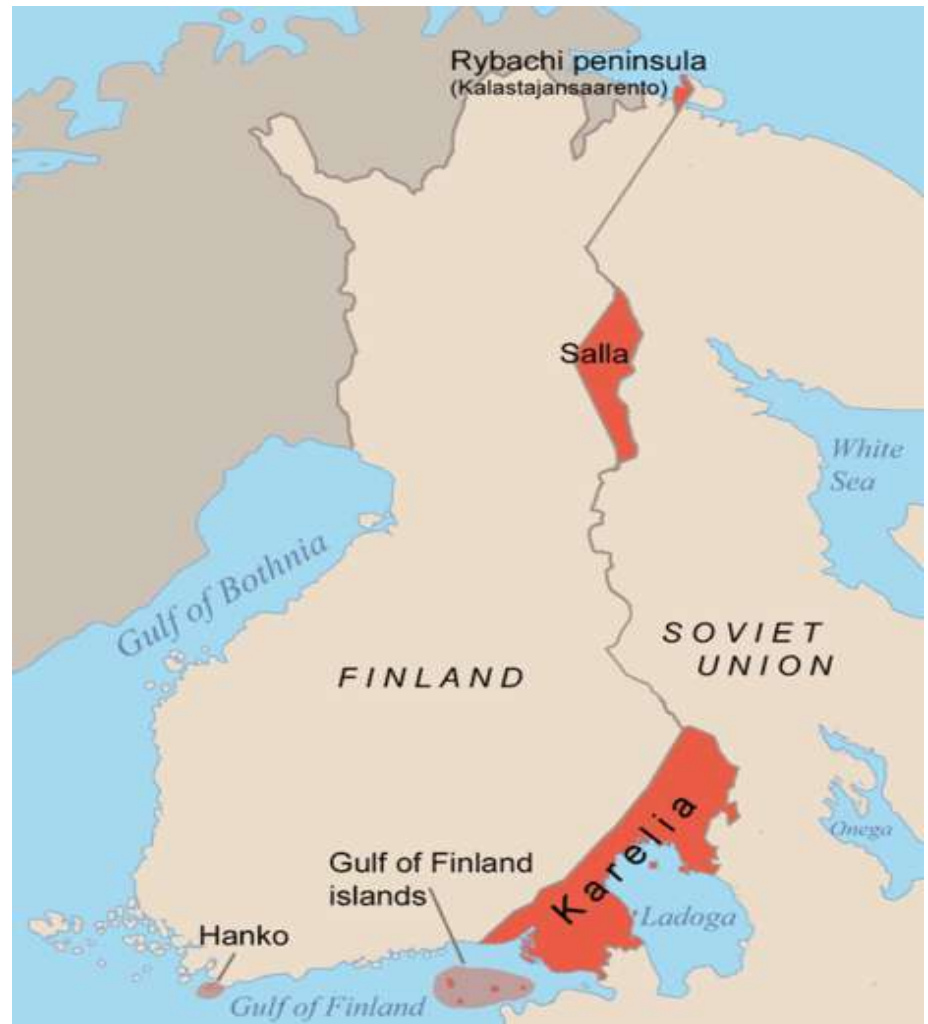 Rybachi peninsula
(Kalastajansaarento)
Salla
White
Sea
Gulf of Bothnia
SOVIET
UNION
FINLAND
Karelia
Onega
Gulf of Finland
islands
Ladoga
Hanko
Gulf of Finland